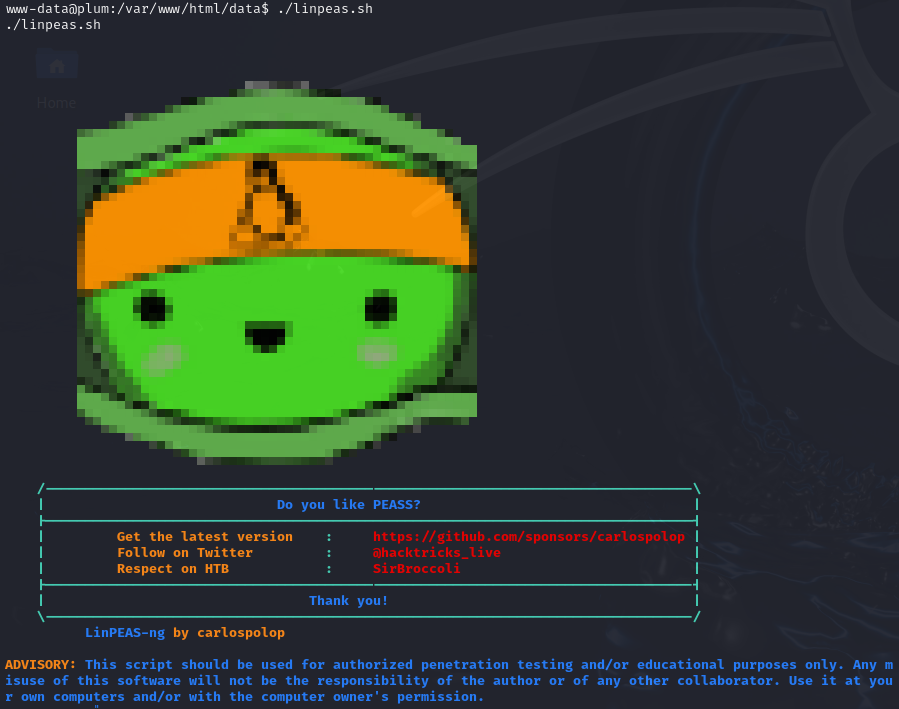 www-data@plum:/var/www/html/data$ ./linpeas.sh
./linpeas.sh
Home
Do you like PEASS?
Get the latest version : https://github.com/sponsors/carlospolop
Follow on Twitter : @hacktricks_live
Respect on HTB : SirBroccoli
Thank you!
LinPEAS-ng by carlospolop
ADVISORY: This script should be used for authorized penetration testing and/or educational purposes only. Any m
isuse of this software will not be the responsibility of the author or of any other collaborator. Use it at you
r own computers and/or with the computer owner's permission.